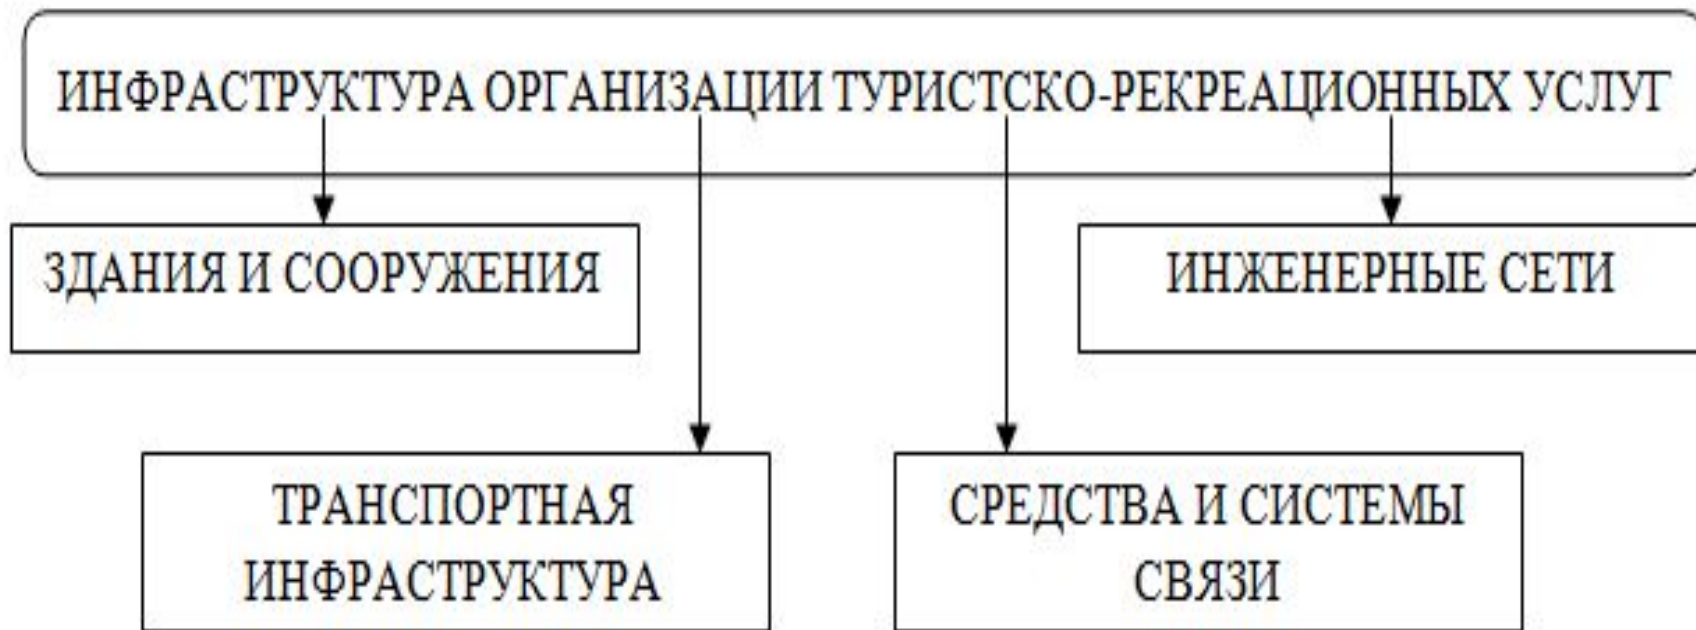 ИНФРАСТРУКТУРА ОРГАНИЗАЦИИ ТУРИСТСКО-РЕКРЕАЦИОННЫХ УСЛУГ
ЗДАНИЯ И СООРУЖЕНИЯ
ИНЖЕНЕРНЫЕ СЕТИ
ТРАНСПОРТНАЯ
ИНФРАСТРУКТУРА
СРЕДСТВА И СИСТЕМЫ
СВЯЗИ